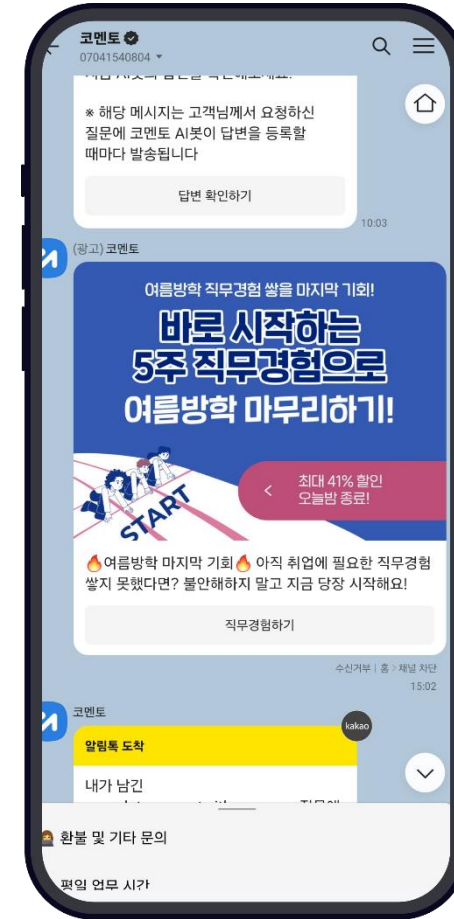 코멘토
07041540804
※ 해당 메시지는 고객님께서 요청하신
질문에 코멘토 AI봇이 답변을 등록할
때마다 발송됩니다
답변 확인하기
10:03
(광고) 코멘토
여름방학 직무경험 쌓을 마지막 기회!
바로 시작하는
5주 직무경험으로
여름방학 마무리하기!
START
< 최대 41% 할인
오늘밤 종료!
🔥여름방학 마지막 기회🔥 아직 취업에 필요한 직무경험
쌓지 못했다면? 불안해하지 말고 지금 당장 시작해요!
직무경험하기
수신거부 | 홈 > 채널 차단
15:02
코멘토
kakao
알림톡 도착
내가 남긴
환불 및 기타 문의
평일 업무 시간